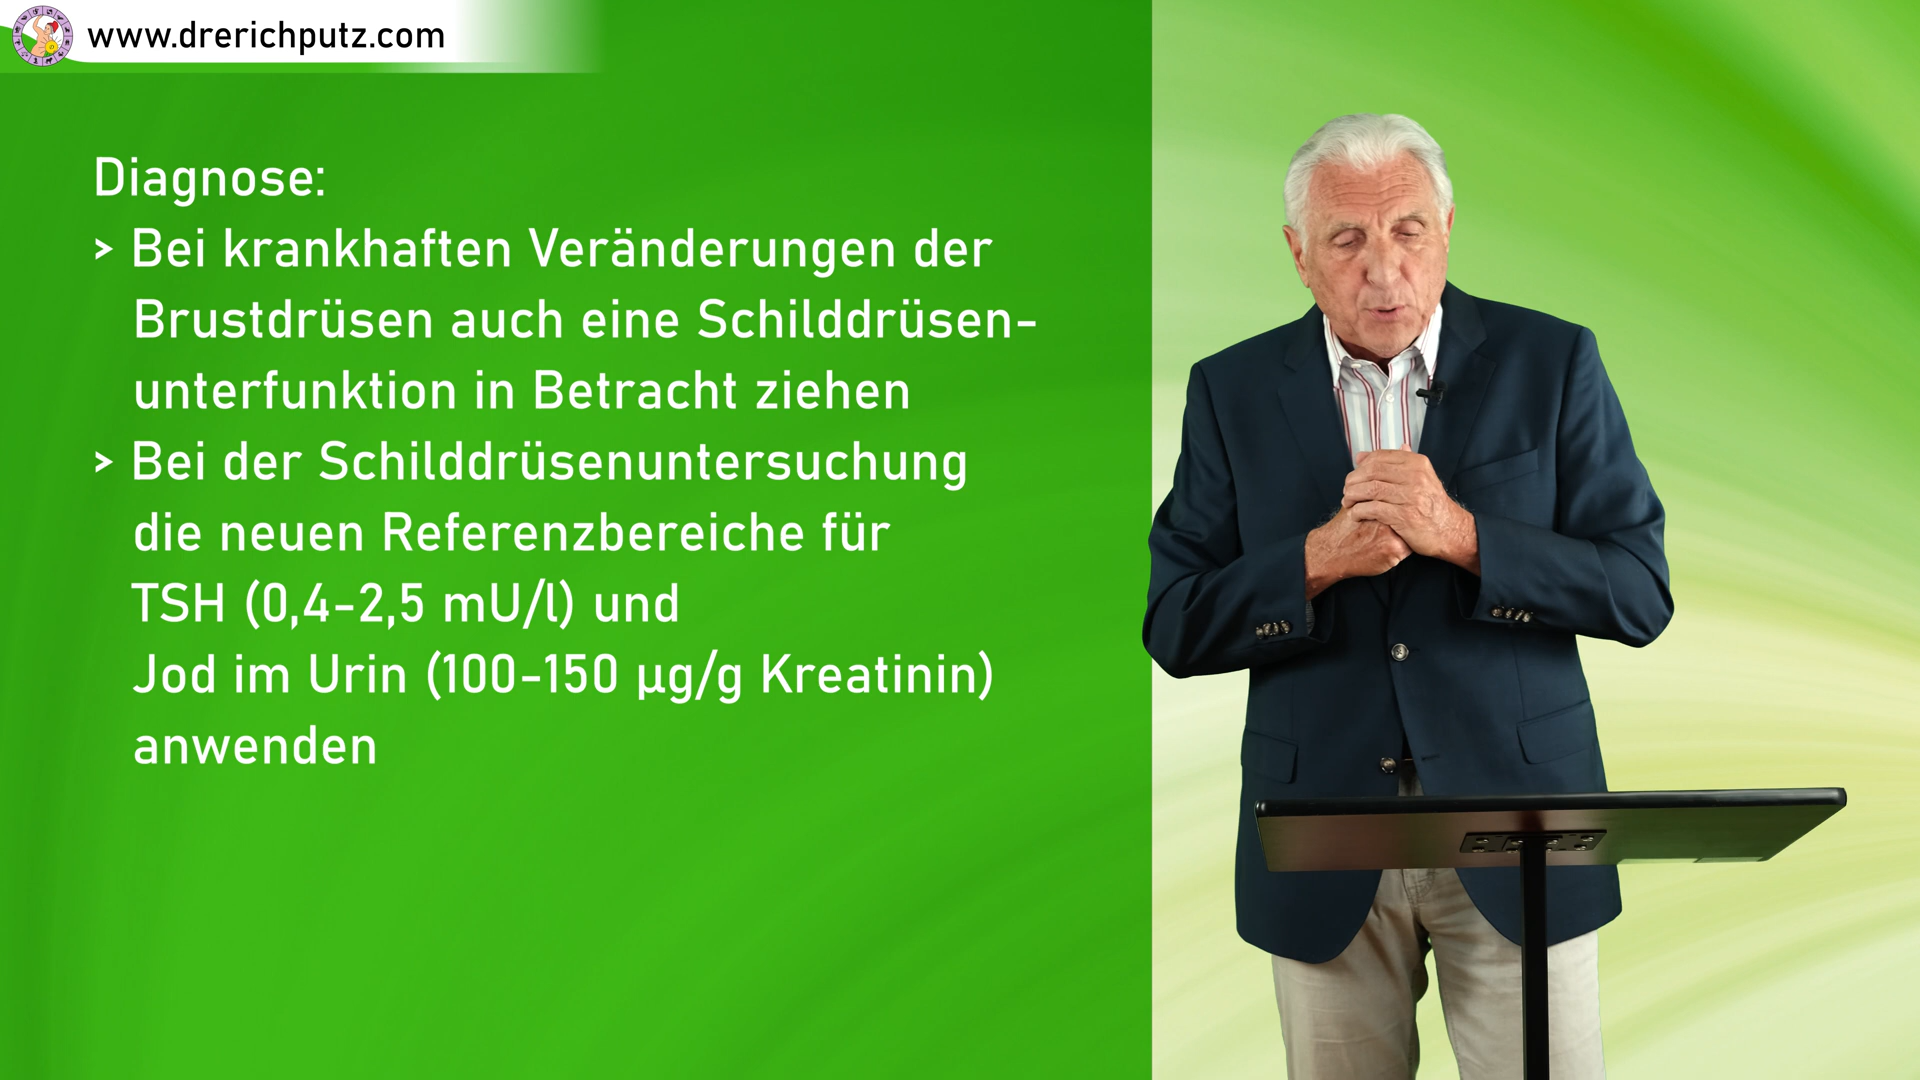 www.drerichputz.com
Diagnose:
> Bei krankhaften Veränderungen der
Brustdrüsen auch eine Schilddrüsen-
unterfunktion in Betracht ziehen
> Bei der Schilddrüsenuntersuchung
die neuen Referenzbereiche für
TSH (0,4-2,5 mU/l) und
Jod im Urin (100-150 µg/g Kreatinin)
anwenden